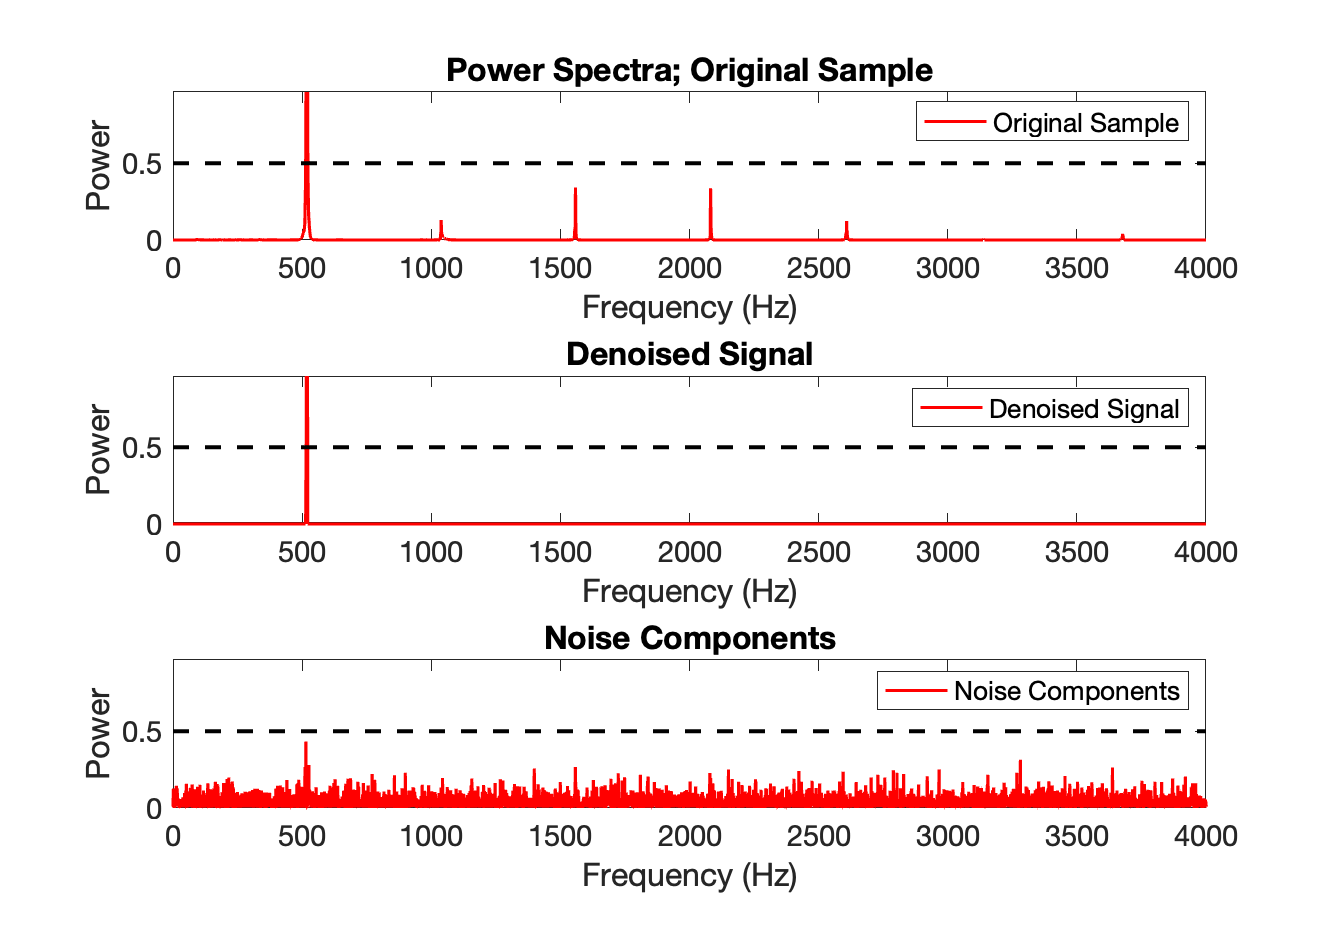 Power Spectra; Original Sample
Original Sample
Power
0.5
0
0 500 1000 1500 2000 2500 3000 3500 4000
Frequency (Hz)
Denoised Signal
Denoised Signal
Power
0.5
0
0 500 1000 1500 2000 2500 3000 3500 4000
Frequency (Hz)
Noise Components
Noise Components
Power
0.5
0
0 500 1000 1500 2000 2500 3000 3500 4000
Frequency (Hz)